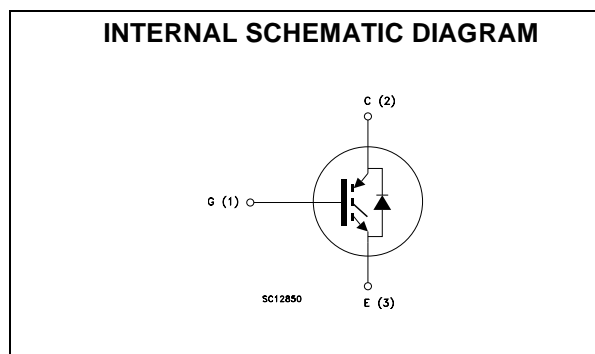 INTERNAL SCHEMATIC DIAGRAM
C (2)
G (1)
SC12850
E (3)